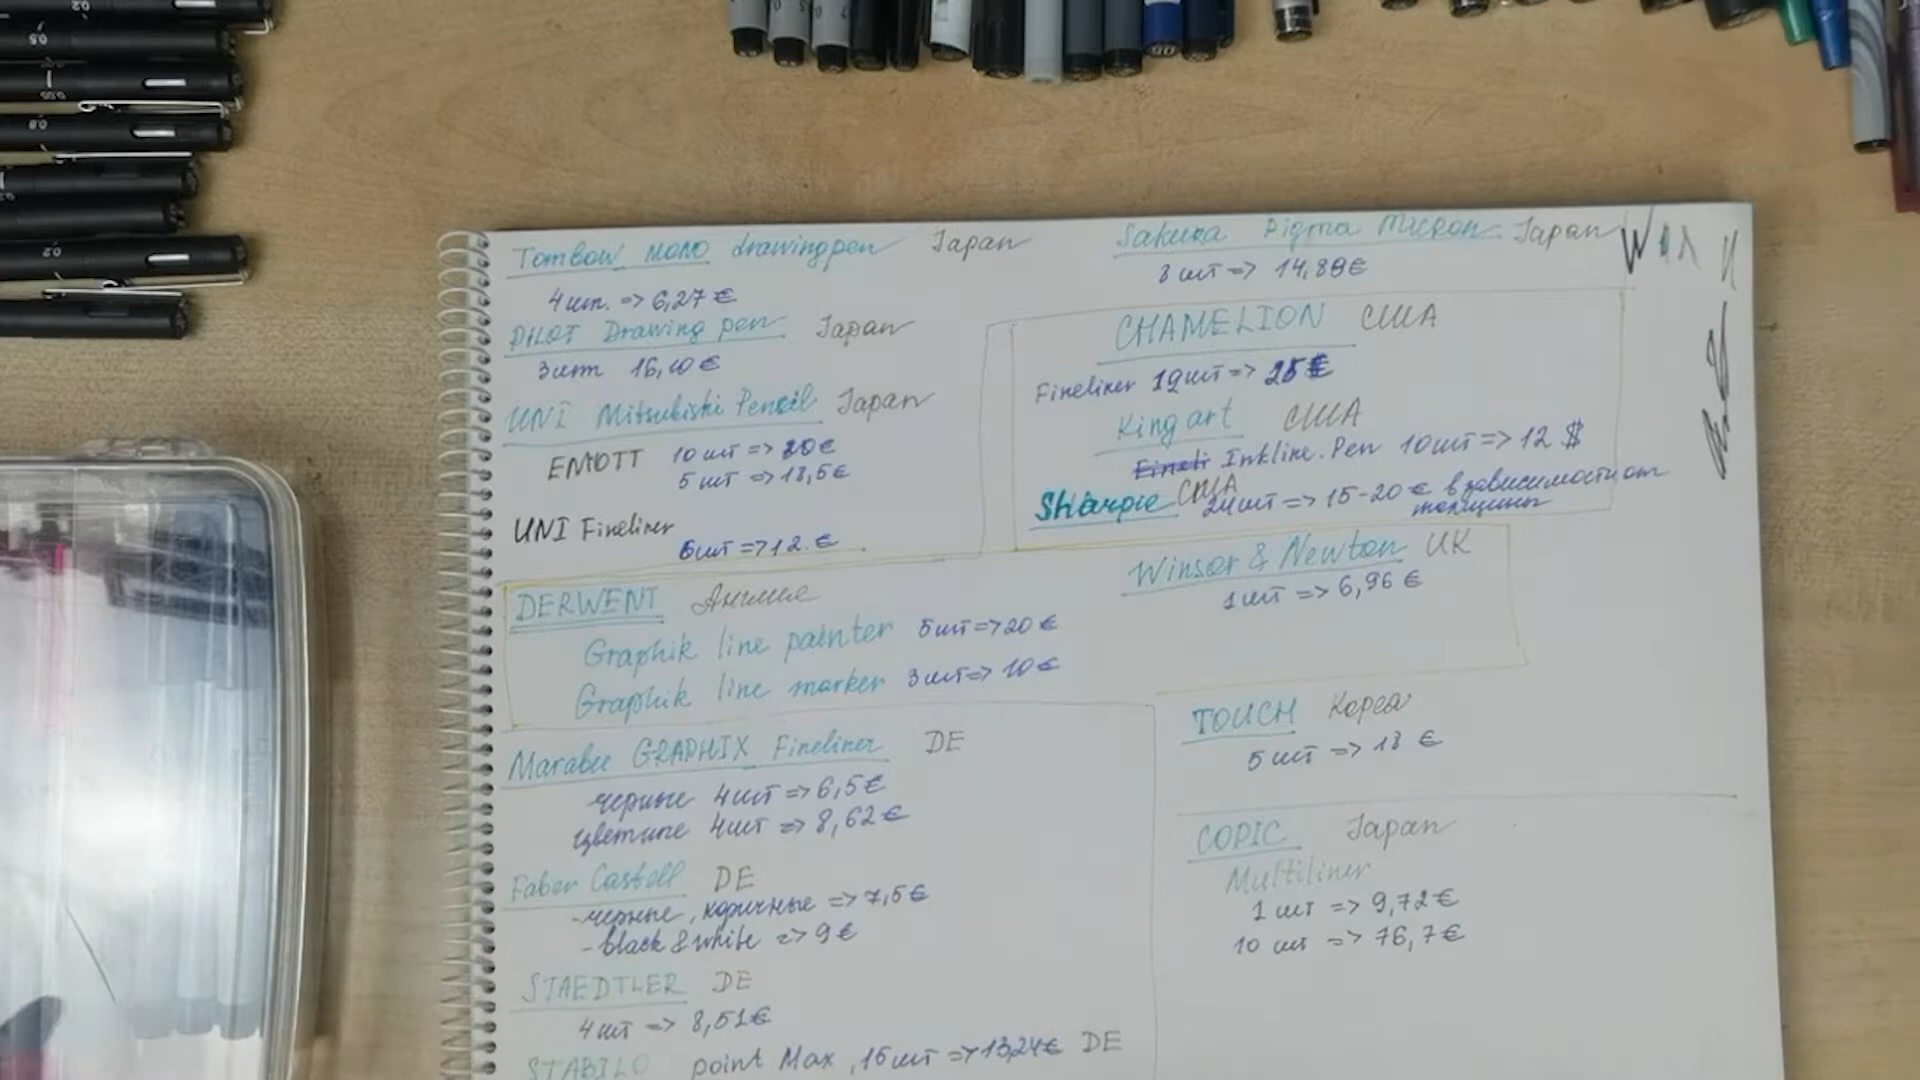 Tombow MONO drawing pen Japan
4 шт. => 6,27 €
PILOT Drawing pen Japan
3 шт 16,10 €
UNI Mitsubishi Pencil Japan
EMOTT 10 шт => 20 €
5 шт => 13,5 €
UNI Fineliner
6 шт => 12. €
Sakura Pigma Micron Japan
3 шт => 14,88 €
CHAMELION США
Fineliner 12 шт => 25 €
King art США
Inkline. Pen 10 шт => 12 $
Sharpie США
24 шт => 15-20 € в зависимости от
толщины
DERWENT Англия
Graphik line painter 5 шт => 20 €
Graphik line marker 3 шт => 10 €
Winsor & Newton UK
1 шт => 6,96 €
Marabu GRAPHIX Fineliner DE
черные 4 шт => 6,5 €
цветные 4 шт => 8,62 €
Faber Castell DE
- черные, коричные => 7,5 €
- black & white => 9 €
STAEDTLER DE
4 шт => 8,51 €
STABILO point Max, 15 шт => 13,24 € DE
TOUCH Корея
5 шт => 13 €
COPIC Japan
Multiliner
1 шт => 9,72 €
10 шт => 76,7 €